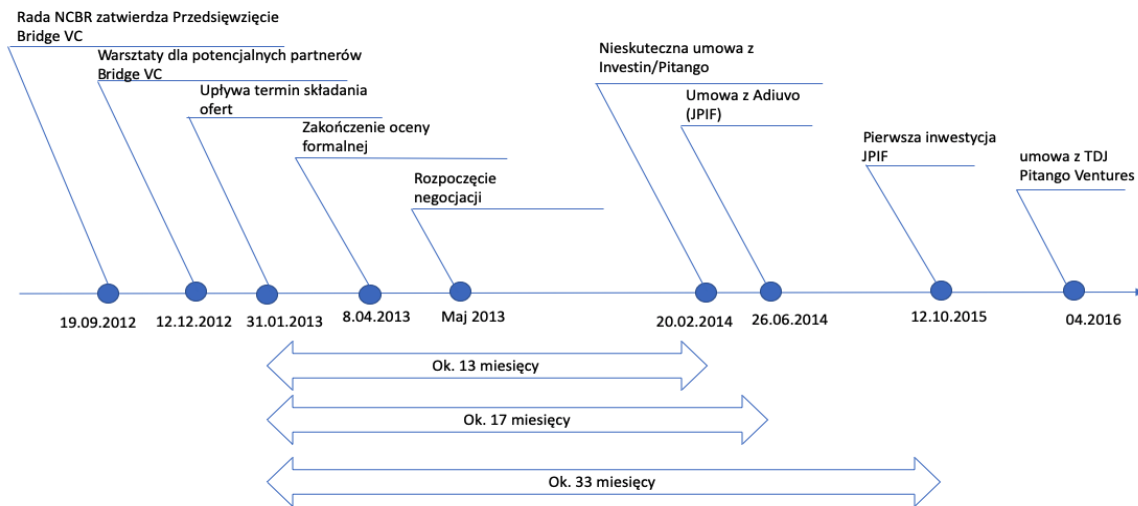 Rada NCBR zatwierdza Przedsięwzięcie
Bridge VC
Warsztaty dla potencjalnych partnerów
Bridge VC
Upływa termin składania
ofert
Zakończenie oceny
formalnej
Rozpoczęcie
negocjacji
Nieskuteczna umowa z
Investin/Pitango
Umowa z Adiuvo
(JPIF)
Pierwsza inwestycja
JPIF
umowa z TDJ
Pitango Ventures
19.09.2012
12.12.2012
31.01.2013
8.04.2013
Maj 2013
20.02.2014
26.06.2014
12.10.2015
04.2016
Ok. 13 miesięcy
Ok. 17 miesięcy
Ok. 33 miesięcy